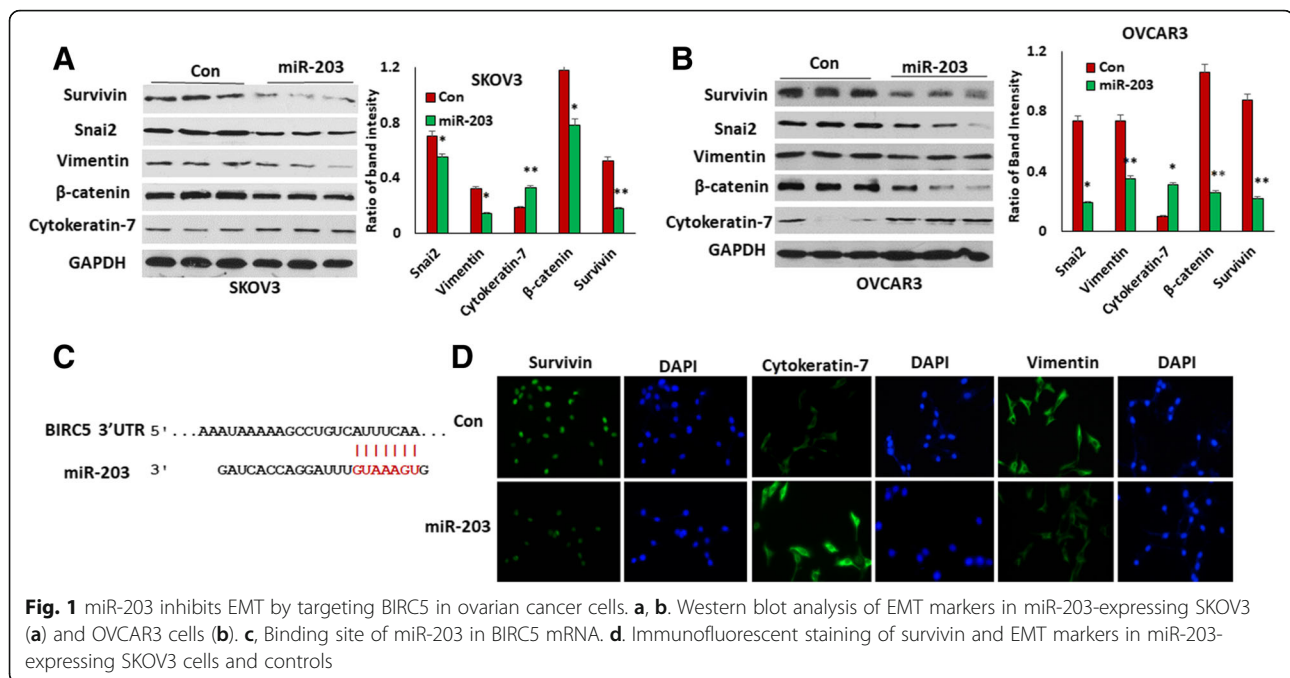 A
Con
miR-203
Survivin
Snai2
Vimentin
β-catenin
Cytokeratin-7
GAPDH
SKOV3
Ratio of band intesity
1.2
0.8
0.4
0
SKOV3
Con
miR-203
*
*
**
*
**
Snai2
Vimentin
Cytokeratin-7
β-catenin
Survivin
B
Con
miR-203
Survivin
Snai2
Vimentin
β-catenin
Cytokeratin-7
GAPDH
OVCAR3
OVCAR3
Ratio of Band Intensity
1.2
0.8
0.4
0
Con
miR-203
*
**
*
**
**
Snai2
Vimentin
Cytokeratin-7
β-catenin
Survivin
C
BIRC5 3'UTR 5'...AAAUAAAAAGCCUGUCAUUUCAA...
miR-203 3' GAUCACCAGGAUUUGUAAAGUG
D
Survivin DAPI Cytokeratin-7 DAPI Vimentin DAPI
Con
miR-203
Fig. 1 miR-203 inhibits EMT by targeting BIRC5 in ovarian cancer cells. a, b. Western blot analysis of EMT markers in miR-203-expressing SKOV3
(a) and OVCAR3 cells (b). c, Binding site of miR-203 in BIRC5 mRNA. d. Immunofluorescent staining of survivin and EMT markers in miR-203-
expressing SKOV3 cells and controls